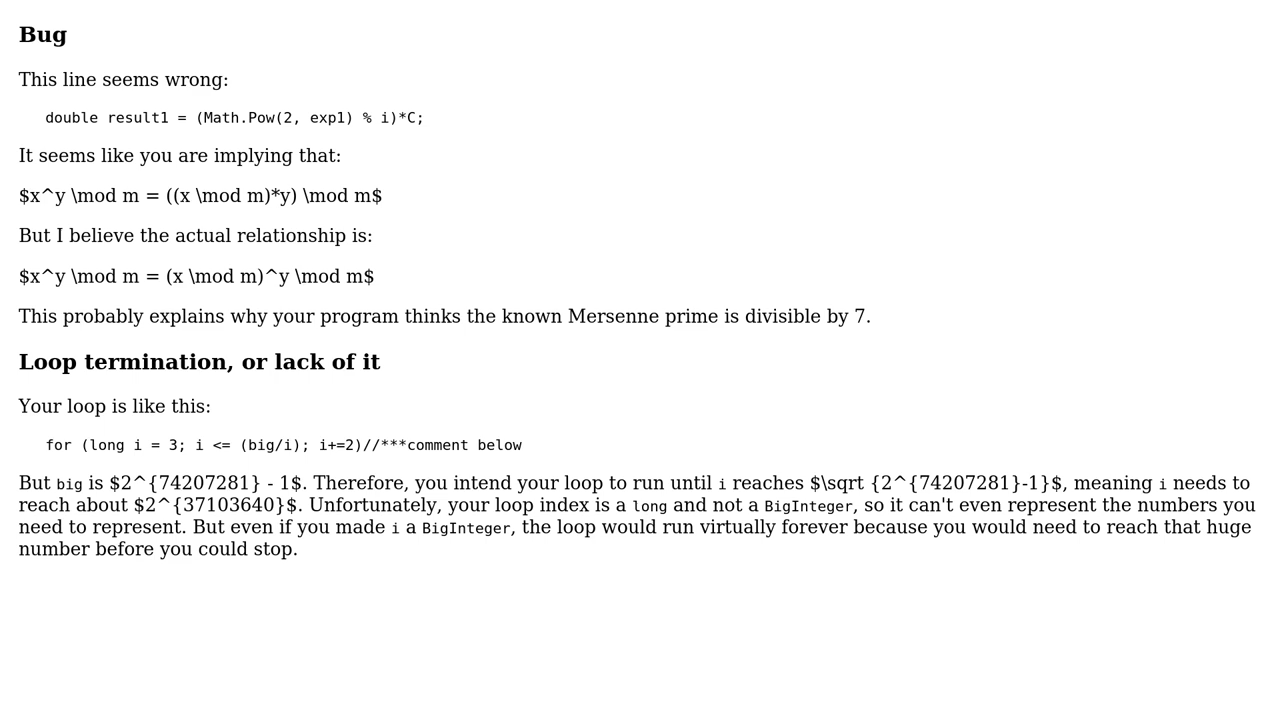 Bug
This line seems wrong:
double result1 = (Math.Pow(2, exp1) % i)*C;
It seems like you are implying that:
$x^y \mod m = ((x \mod m)*y) \mod m$
But I believe the actual relationship is:
$x^y \mod m = (x \mod m)^y \mod m$
This probably explains why your program thinks the known Mersenne prime is divisible by 7.
Loop termination, or lack of it
Your loop is like this:
for (long i = 3; i <= (big/i); i+=2)//***comment below
But big is $2^{74207281} - 1$. Therefore, you intend your loop to run until i reaches $\sqrt {2^{74207281}-1}$, meaning i needs to
reach about $2^{37103640}$. Unfortunately, your loop index is a long and not a BigInteger, so it can't even represent the numbers you
need to represent. But even if you made i a BigInteger, the loop would run virtually forever because you would need to reach that huge
number before you could stop.